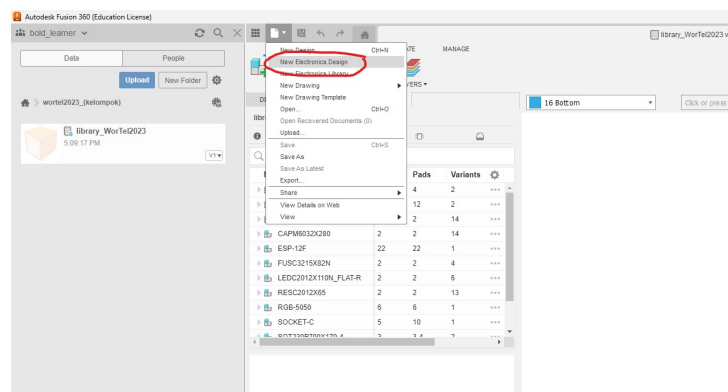 Autodesk Fusion 360 (Education License)
bold_learner
library_WorTel2023 v
Data
People
Upload
New Folder
wortel2023_(kelompok)
library_WorTel2023
5:09:17 PM
V1
New Design Ctrl+N
New Electronics Design
New Electronics Library
New Drawing
New Drawing Template
Open... Ctrl+O
Open Recovered Documents (0)
Upload...
Save Ctrl+S
Save As
Save As Latest
Export...
Share
View Details on Web
View
MANAGE
16 Bottom
Click or press
Pads Variants
4 2
12 2
2 14
CAPM6032X280 2 2 14
ESP-12F 22 22 1
FUSC3215X82N 2 2 4
LEDC2012X110N_FLAT-R 2 2 6
RESC2012X65 2 2 13
RGB-5050 6 6 1
SOCKET-C 5 10 1